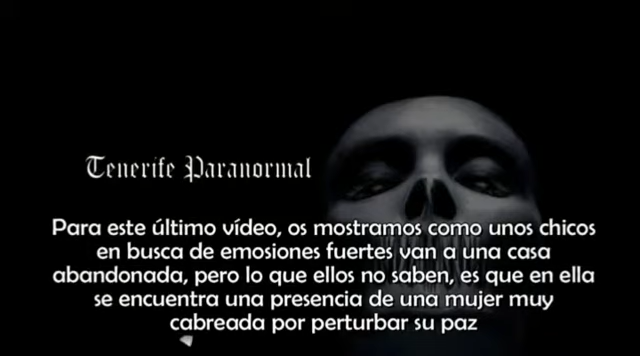 Tenerife Paranormal
Para este último vídeo, os mostramos como unos chicos
en busca de emosiones fuertes van a una casa
abandonada, pero lo que ellos no saben, es que en ella
se encuentra una presencia de una mujer muy
cabreada por perturbar su paz